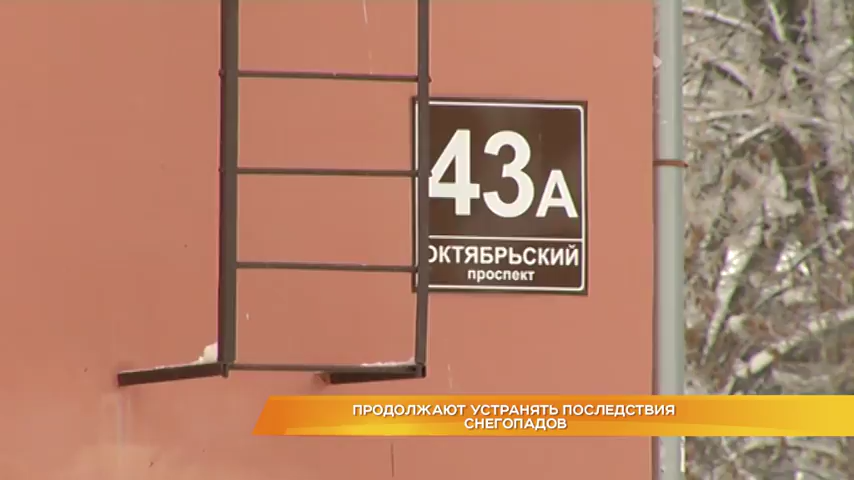 43А
ОКТЯБРЬСКИЙ
проспект
ПРОДОЛЖАЮТ УСТРАНЯТЬ ПОСЛЕДСТВИЯ
СНЕГОПАДОВ